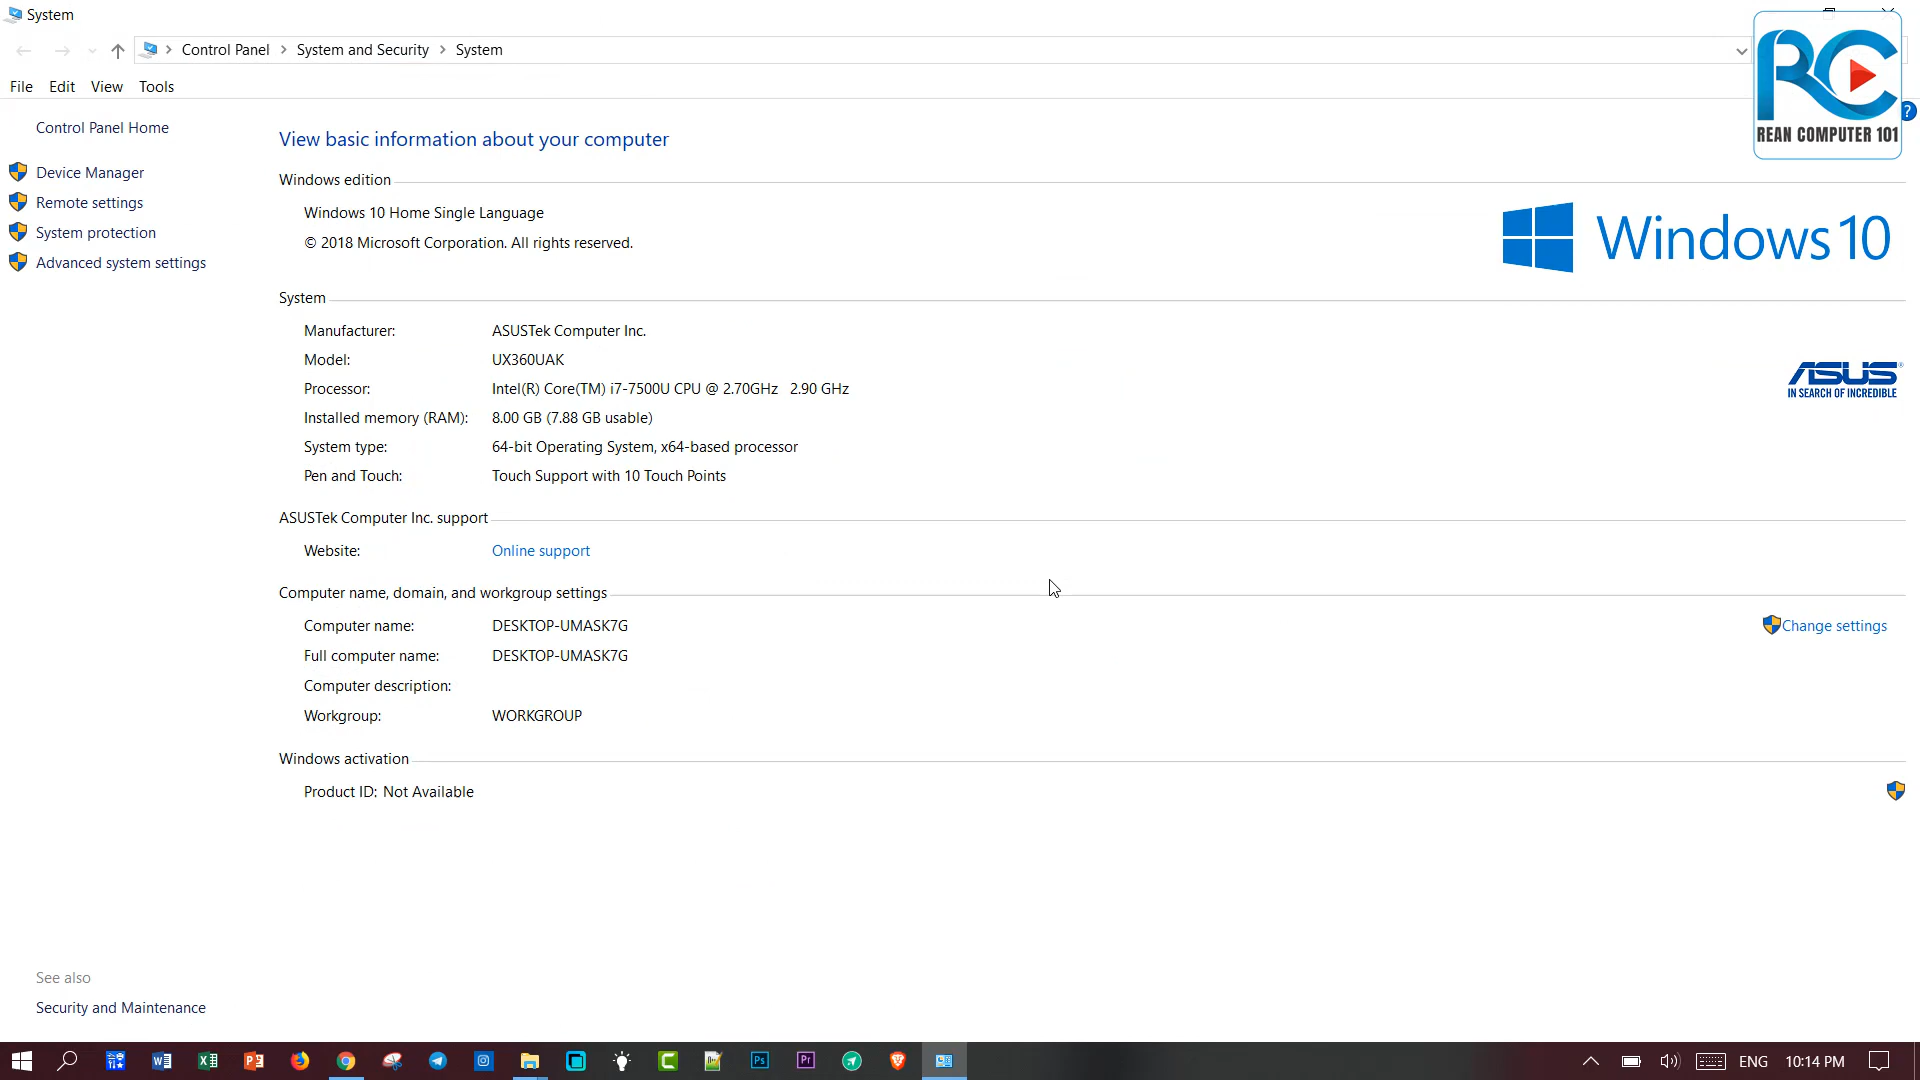 System
Control Panel > System and Security > System
File Edit View Tools
RC
REAN COMPUTER 101
?
Control Panel Home
Device Manager
Remote settings
System protection
Advanced system settings
View basic information about your computer
Windows edition
Windows 10 Home Single Language
© 2018 Microsoft Corporation. All rights reserved.
Windows 10
System
Manufacturer: ASUSTek Computer Inc.
Model: UX360UAK
Processor: Intel(R) Core(TM) i7-7500U CPU @ 2.70GHz 2.90 GHz
Installed memory (RAM): 8.00 GB (7.88 GB usable)
System type: 64-bit Operating System, x64-based processor
Pen and Touch: Touch Support with 10 Touch Points
ASUS
IN SEARCH OF INCREDIBLE
ASUSTek Computer Inc. support
Website: Online support
Computer name, domain, and workgroup settings
Computer name: DESKTOP-UMASK7G
Change settings
Full computer name: DESKTOP-UMASK7G
Computer description:
Workgroup: WORKGROUP
Windows activation
Product ID: Not Available
See also
Security and Maintenance
Ps Pr ENG 10:14 PM